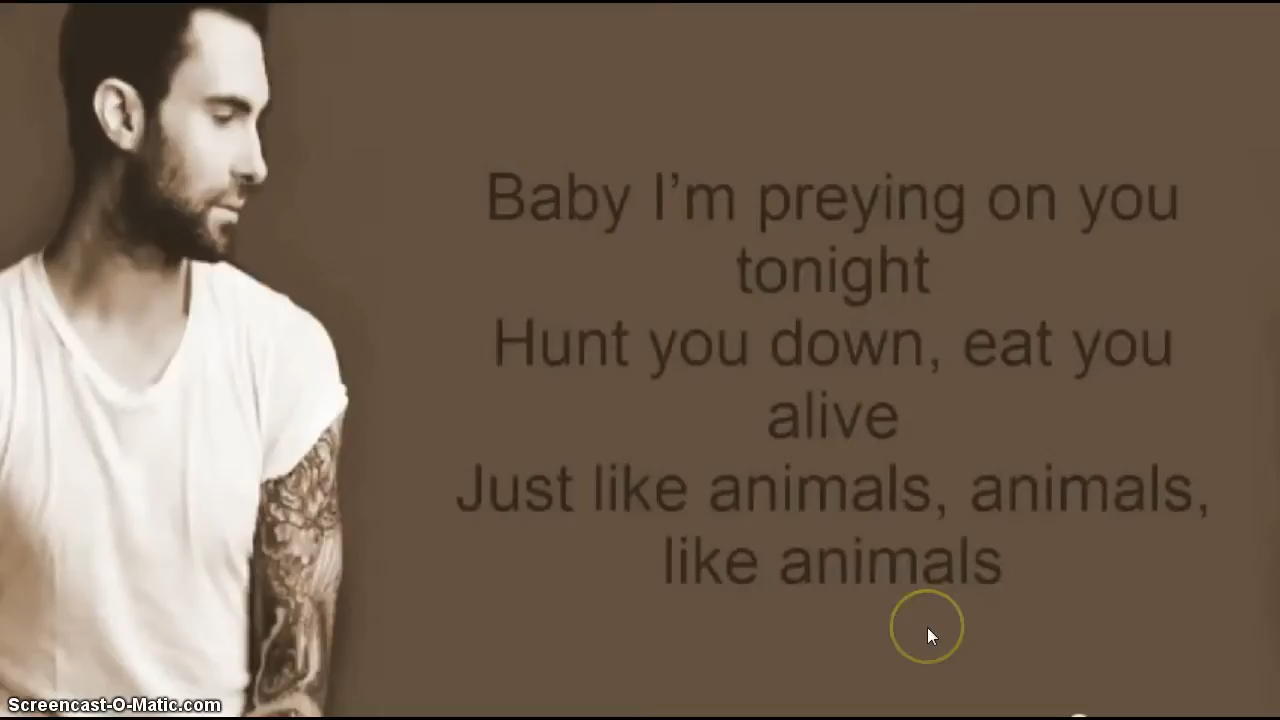 Baby I’m preying on you
tonight
Hunt you down, eat you
alive
Just like animals, animals,
like animals
Screencast-O-Matic.com